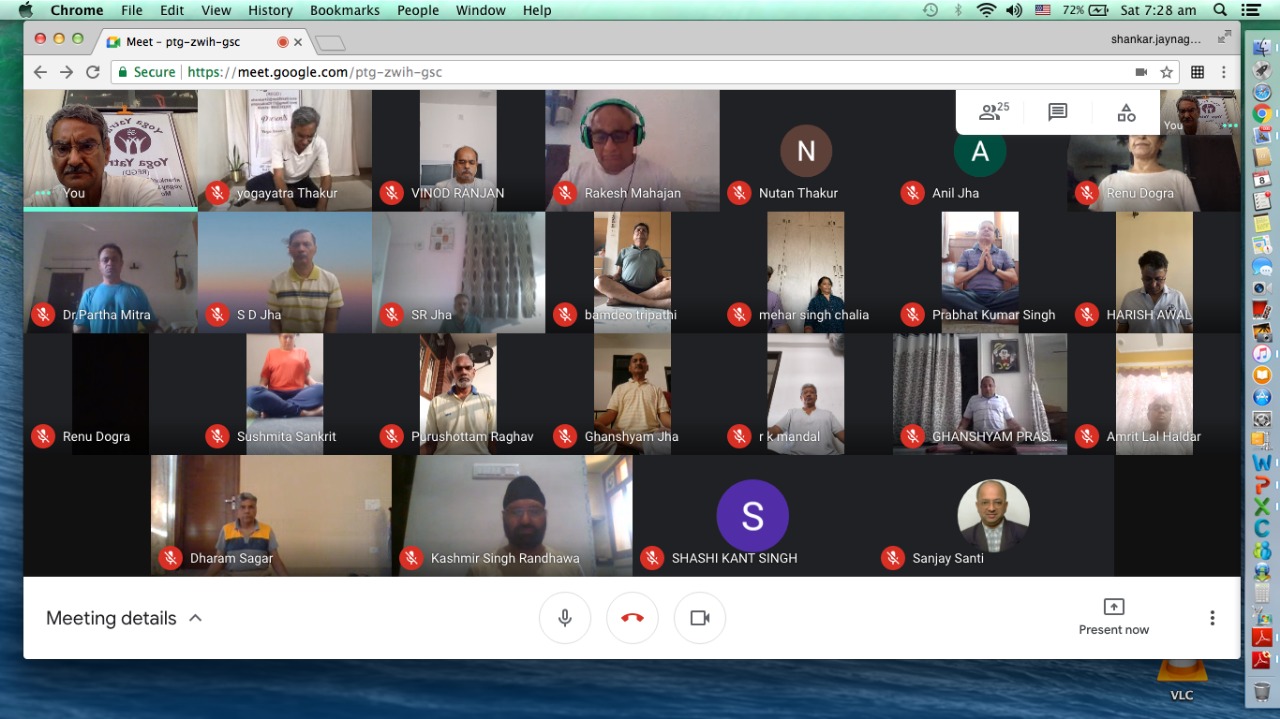 Chrome File Edit View History Bookmarks People Window Help
72% Sat 7:28 am
Meet - ptg-zwih-gsc
shankar.jaynag...
Secure https://meet.google.com/ptg-zwih-gsc
25
You
Yoga Yatra
You
yogayatra Thakur
VINOD RANJAN
Rakesh Mahajan
N
Nutan Thakur
A
Anil Jha
Renu Dogra
Dr.Partha Mitra
S D Jha
SR Jha
bamdeo tripathi
mehar singh chalia
Prabhat Kumar Singh
HARISH AWAL
Renu Dogra
Sushmita Sankrit
Purushottam Raghav
Ghanshyam Jha
r k mandal
GHANSHYAM PRAS...
Amrit Lal Haldar
Dharam Sagar
Kashmir Singh Randhawa
S
SHASHI KANT SINGH
Sanjay Santi
Meeting details
Present now
VLC